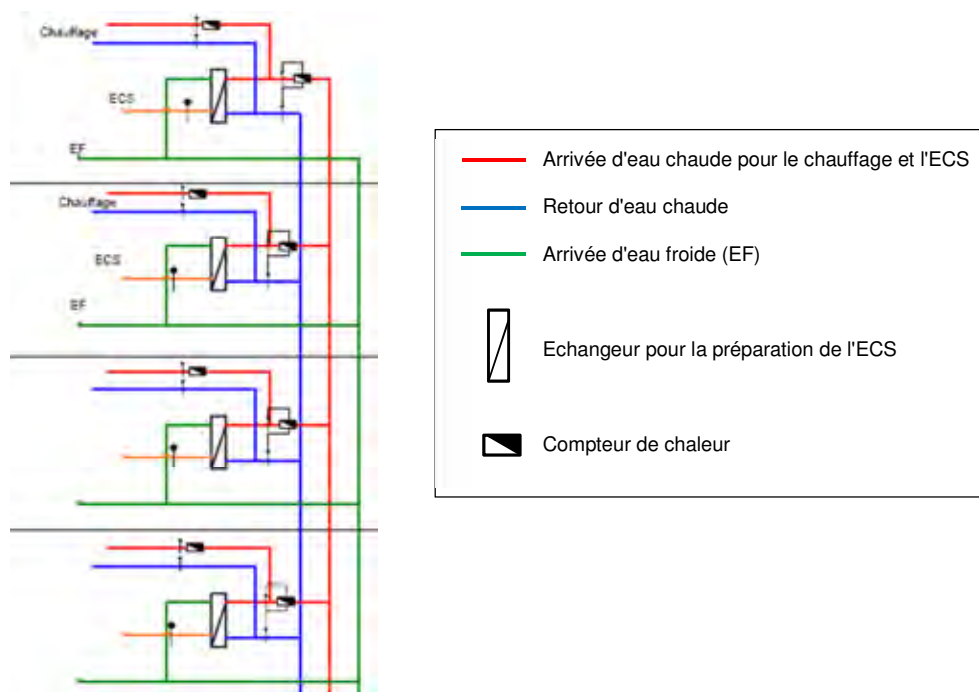 Chauffage
ECS
EF
Chauffage
ECS
EF
Arrivée d'eau chaude pour le chauffage et l'ECS
Retour d'eau chaude
Arrivée d'eau froide (EF)
Echangeur pour la préparation de l'ECS
Compteur de chaleur